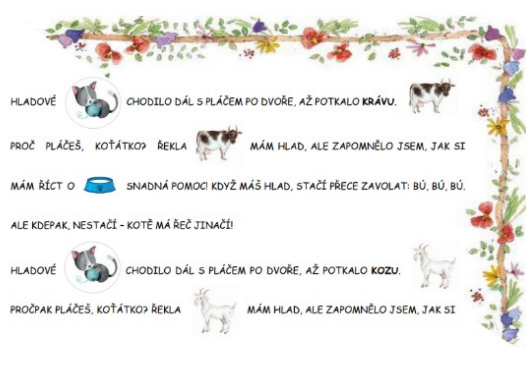 HLADOVÉ CHODILO DÁL S PLÁČEM PO DVOŘE, AŽ POTKALO KRÁVU.
PROČ PLÁČEŠ, KOŤÁTKO? ŘEKLA MÁM HLAD, ALE ZAPOMNĚLO JSEM, JAK SI
MÁM ŘÍCT O SNADNÁ POMOC! KDYŽ MÁŠ HLAD, STAČÍ PŘECE ZAVOLAT: BÚ, BÚ, BÚ.
ALE KDEPAK, NESTAČÍ – KOTĚ MÁ ŘEČ JINAČÍ!
HLADOVÉ CHODILO DÁL S PLÁČEM PO DVOŘE, AŽ POTKALO KOZU.
PROČPAK PLÁČEŠ, KOŤÁTKO? ŘEKLA MÁM HLAD, ALE ZAPOMNĚLO JSEM, JAK SI